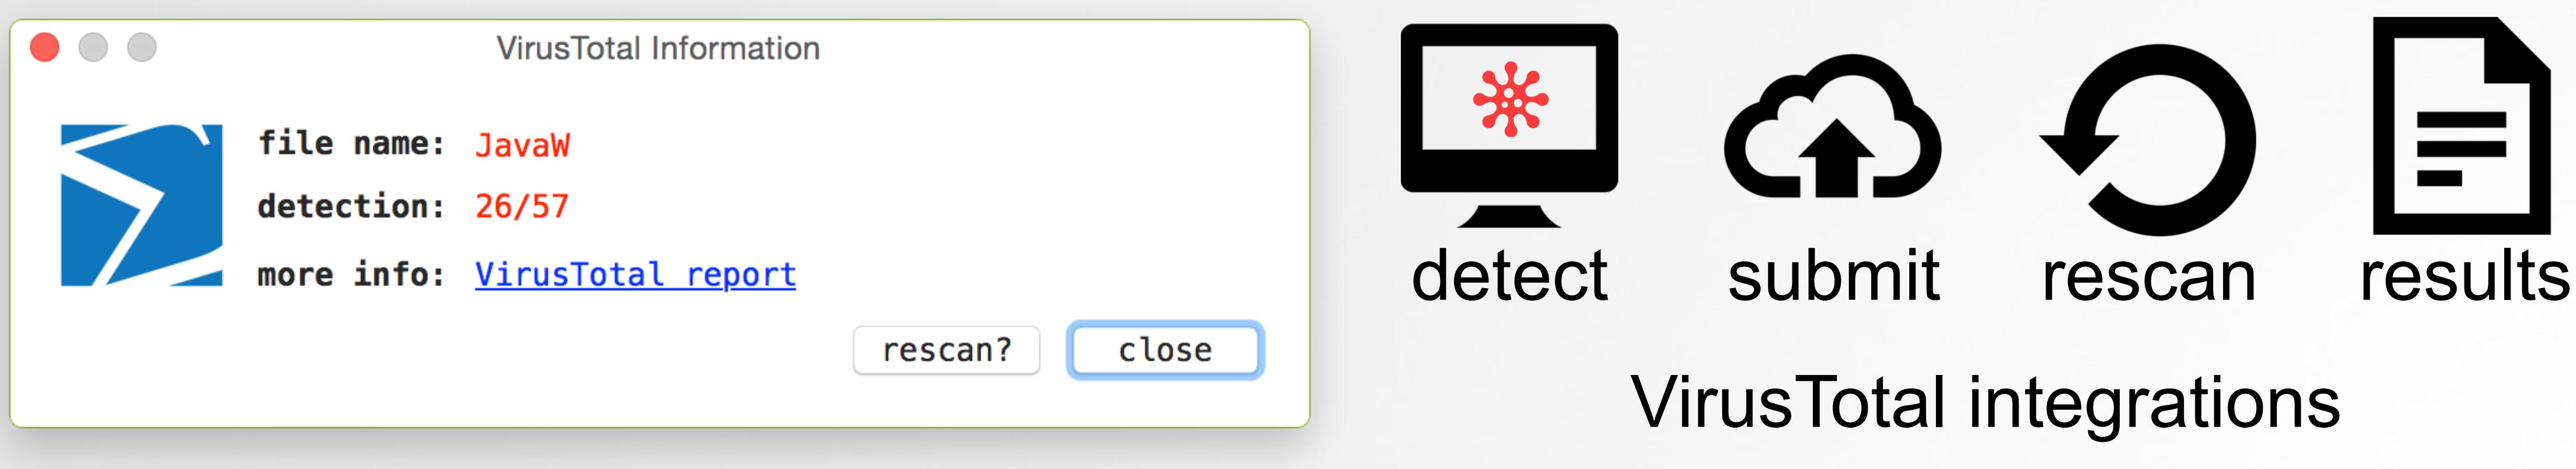 VirusTotal Information
file name: JavaW
detection: 26/57
more info: VirusTotal report
rescan? close
detect submit rescan results
VirusTotal integrations